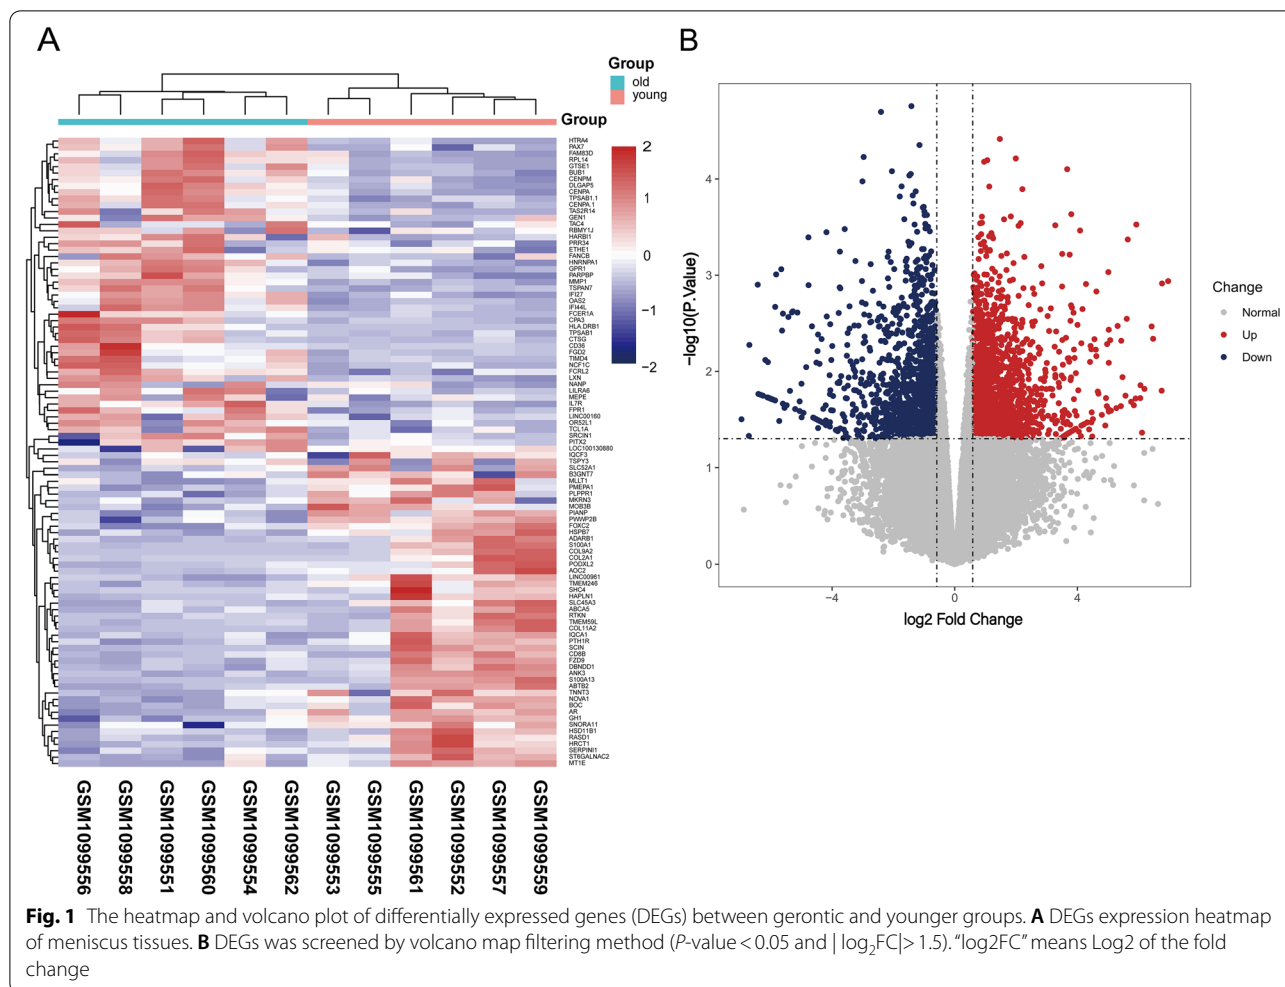 A
B
Group
old
young
Group
2
1
0
−1
−2
HTRA4
PAX7
FAM83D
RPL14
GTSE1
BUB1
CENPM
DLGAP5
CENPA
TPSAB1.1
CENPA.1
TAS2R14
GEN1
TAC4
RBMY1J
HARBI1
PRR34
ETHE1
FANCB
HNRNPA1
GPR1
PARPBP
MMP1
TSPAN7
IFI27
OAS2
IFI44L
FCER1A
CPA3
HLA.DRB1
TPSAB1
CTSG
CD36
FGD2
TIMD4
NCF1C
FCRL2
LXN
NANP
LILRA6
MEPE
IL7R
FPR1
LINC00160
OR52L1
TCL1A
SRCIN1
PITX2
LOC100130880
IQCF3
TSPY3
SLC52A1
B3GNT7
MLLT1
PMEPA1
PLPPR1
MKRN3
MOB3B
PIANP
PWWP2B
FOXC2
HSPB7
ADARB1
S100A1
COL9A2
COL2A1
PODXL2
AOC2
LINC00961
TMEM246
SHC4
HAPLN1
SLC45A3
ABCA5
RTKN
TMEM59L
COL11A2
IQCA1
PTH1R
SCIN
CD8B
FZD9
DBNDD1
ANK3
S100A13
ABTB2
TNNT3
NOVA1
BOC
AR
GH1
SNORA11
HSD11B1
RASD1
HRCT1
SERPINI1
ST6GALNAC2
MT1E
GSM1099556
GSM1099558
GSM1099551
GSM1099560
GSM1099554
GSM1099562
GSM1099553
GSM1099555
GSM1099561
GSM1099552
GSM1099557
GSM1099559
−log10(P.Value)
4
3
2
1
0
−4
0
4
log2 Fold Change
Change
Normal
Up
Down
Fig. 1 The heatmap and volcano plot of differentially expressed genes (DEGs) between gerontic and younger groups. A DEGs expression heatmap
of meniscus tissues. B DEGs was screened by volcano map filtering method (P-value < 0.05 and | log2FC|> 1.5). “log2FC” means Log2 of the fold
change